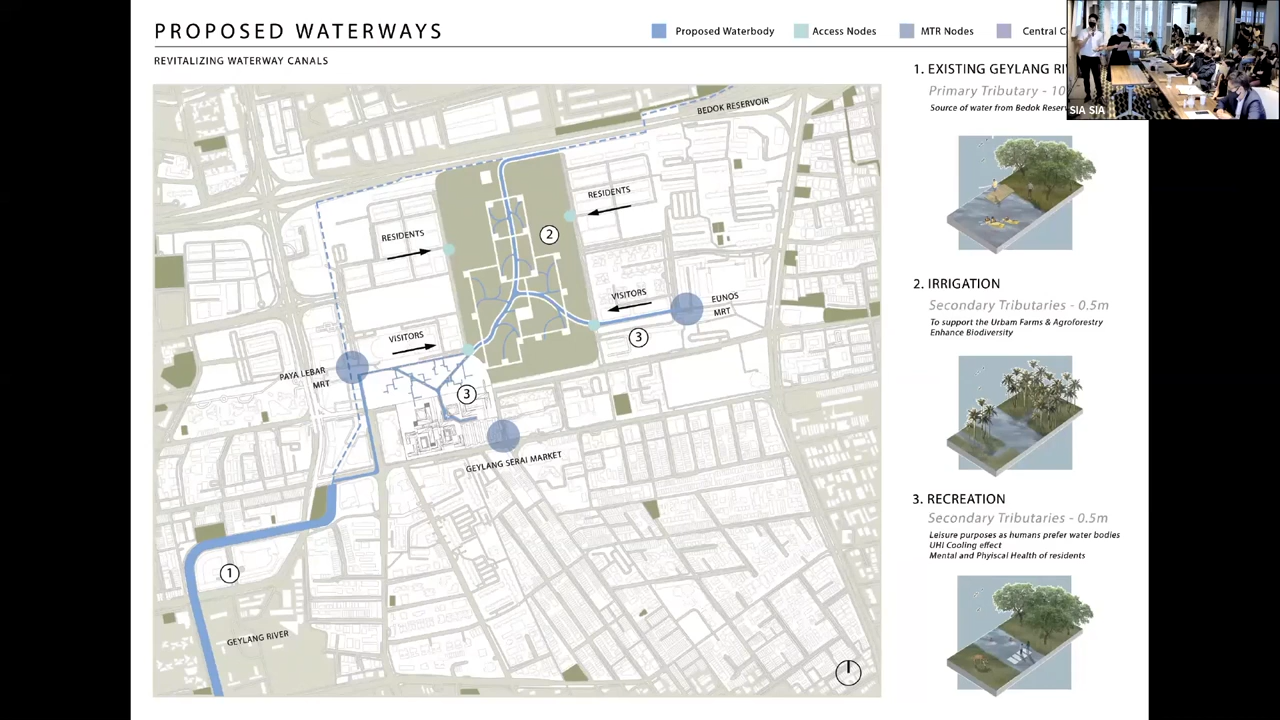 PROPOSED WATERWAYS
Proposed Waterbody
Access Nodes
MTR Nodes
Central
REVITALIZING WATERWAY CANALS
1. EXISTING GEYLANG
Primary Tributary -
Source of water from Bedok
SIA SIA
BEDOK RESERVOIR
RESIDENTS
RESIDENTS
2
VISITORS
EUNOS
MRT
3
VISITORS
PAYA LEBAR
MRT
3
GEYLANG SERAI MARKET
1
GEYLANG RIVER
2. IRRIGATION
Secondary Tributaries - 0.5m
To support the Urbam Farms & Agroforestry
Enhance Biodiversity
3. RECREATION
Secondary Tributaries - 0.5m
Leisure purposes as humans prefer water bodies
UHI Cooling effect
Mental and Phyiscal Health of residents